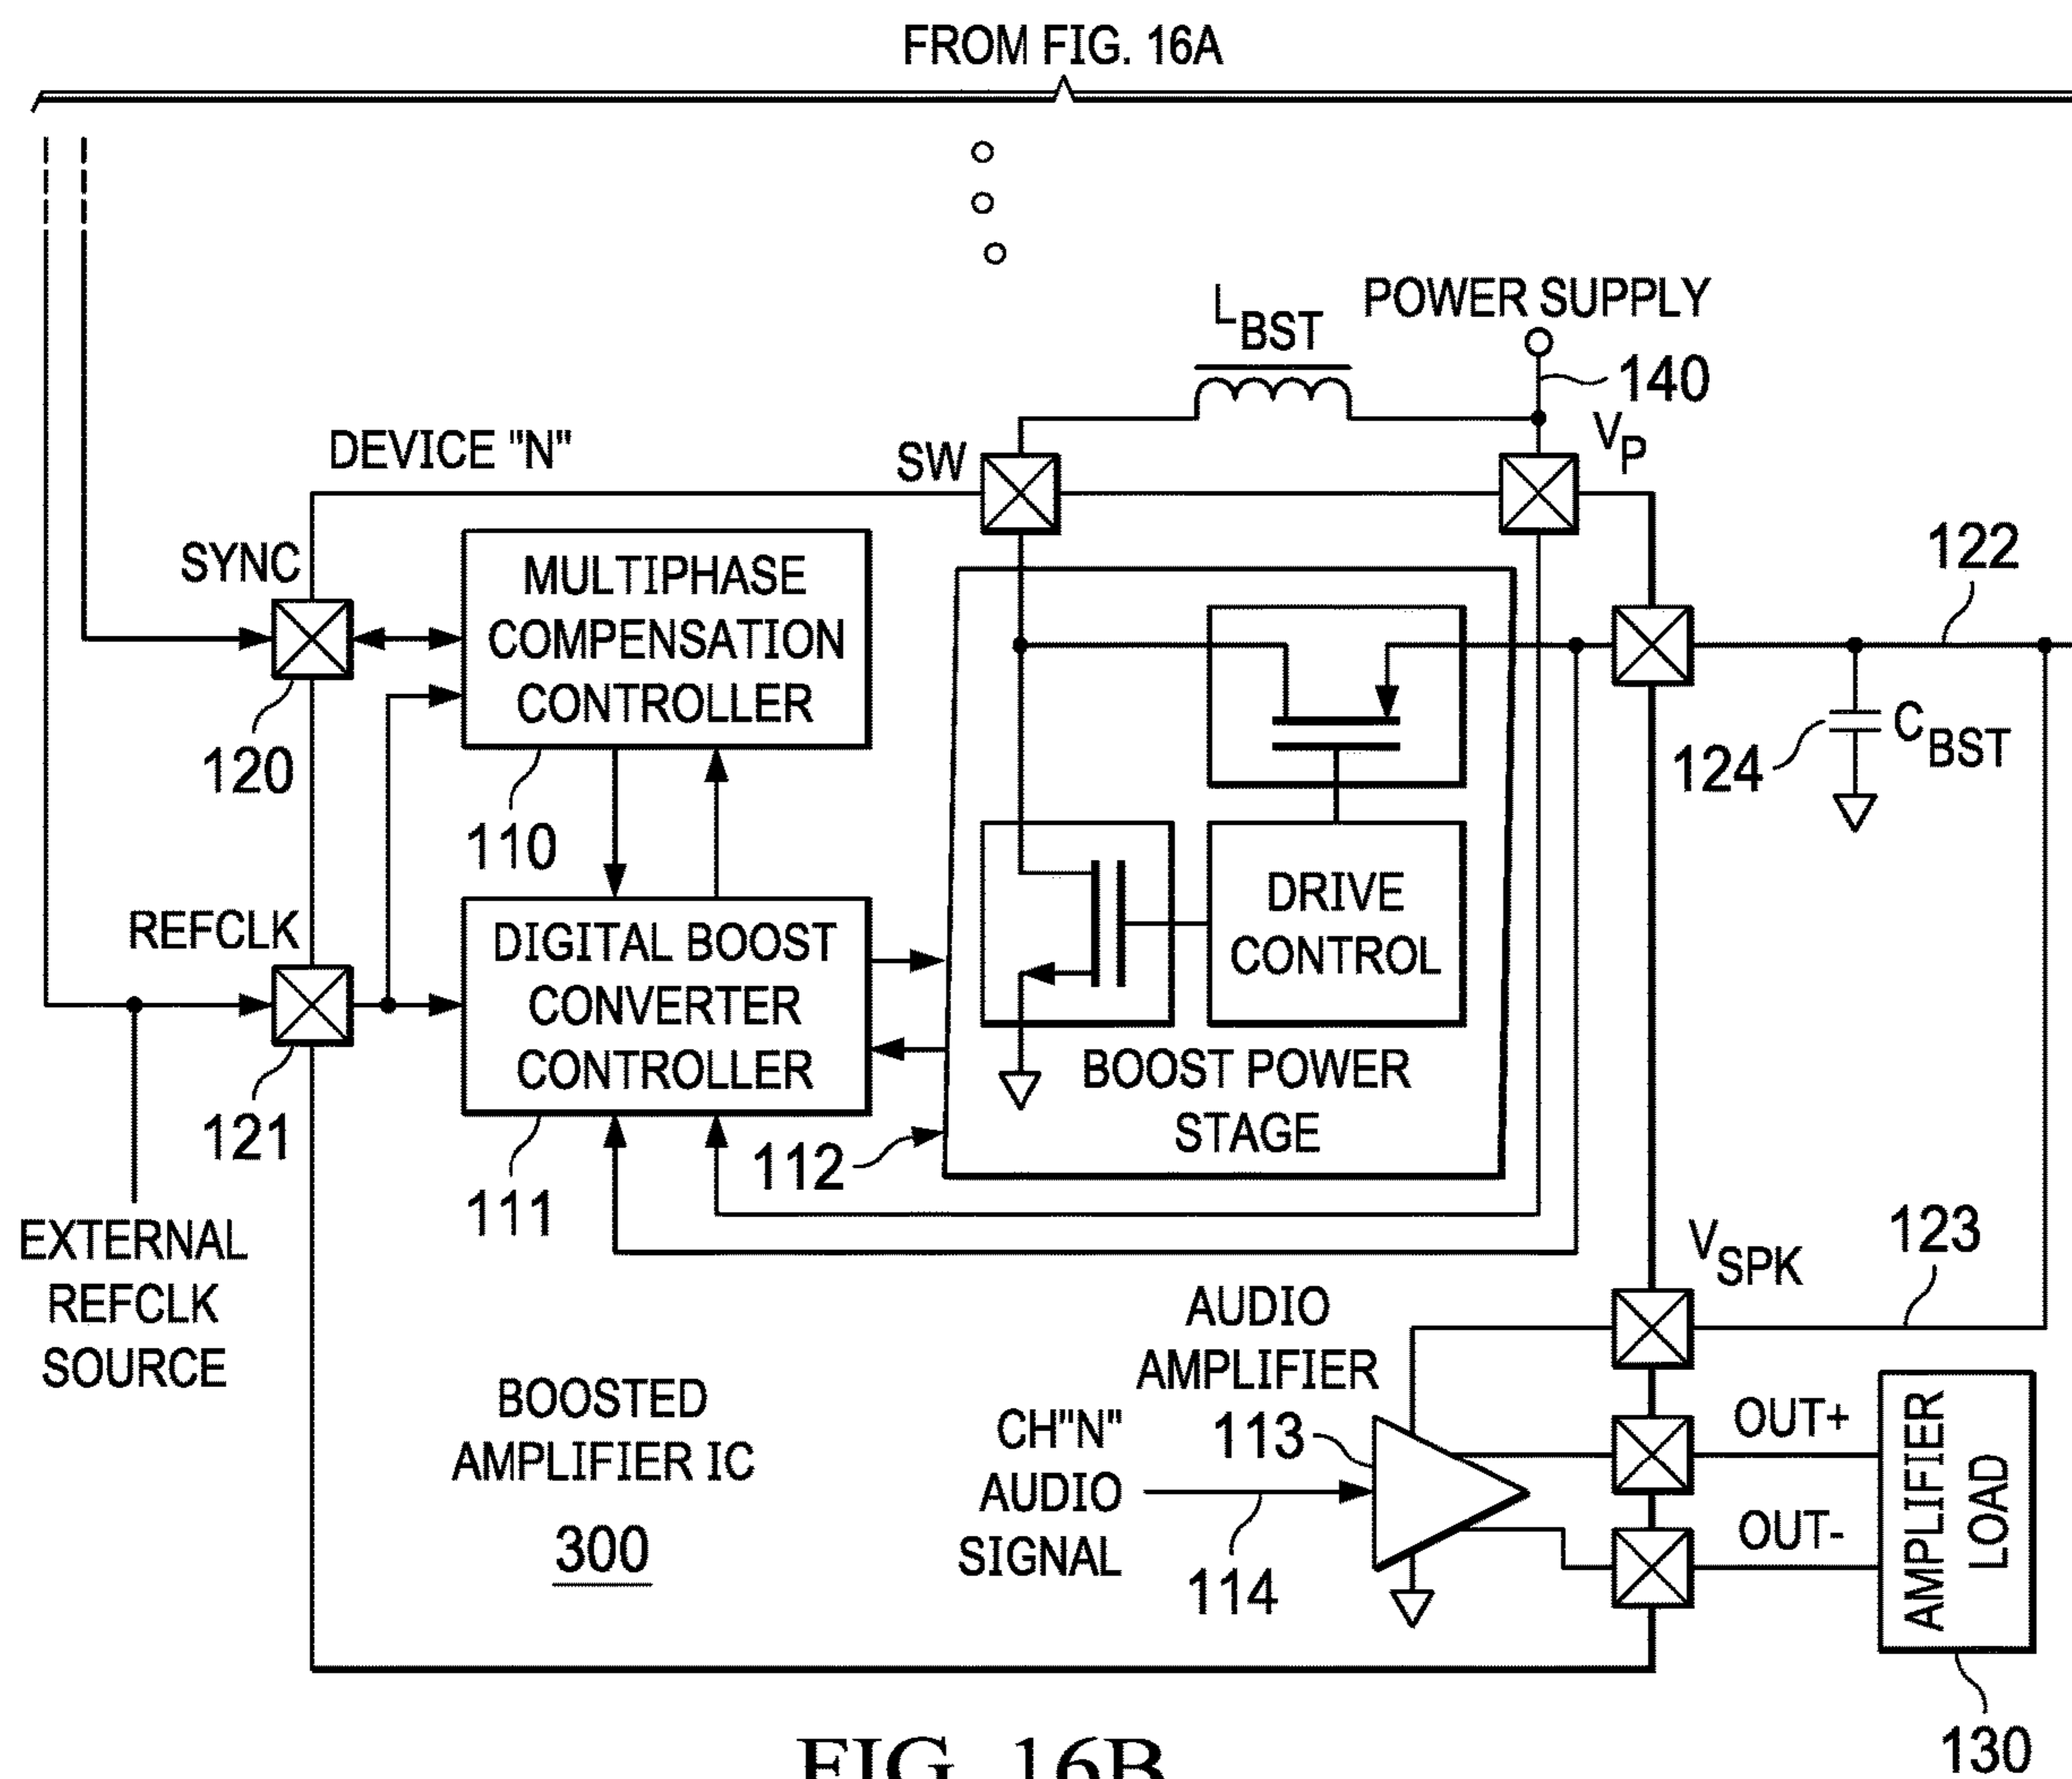 FROM FIG. 16A
L BST
POWER SUPPLY
140
DEVICE "N"
SW
VP
SYNC
MULTIPHASE
COMPENSATION
CONTROLLER
120
110
122
124
CBST
REFCLK
DIGITAL BOOST
CONVERTER
CONTROLLER
DRIVE
CONTROL
BOOST POWER
STAGE
121
111
112
EXTERNAL
REFCLK
SOURCE
VSPK
123
AUDIO
AMPLIFIER
113
BOOSTED
AMPLIFIER IC
300
CH"N"
AUDIO
SIGNAL
114
OUT+
OUT-
AMPLIFIER
LOAD
130
FIG. 16B